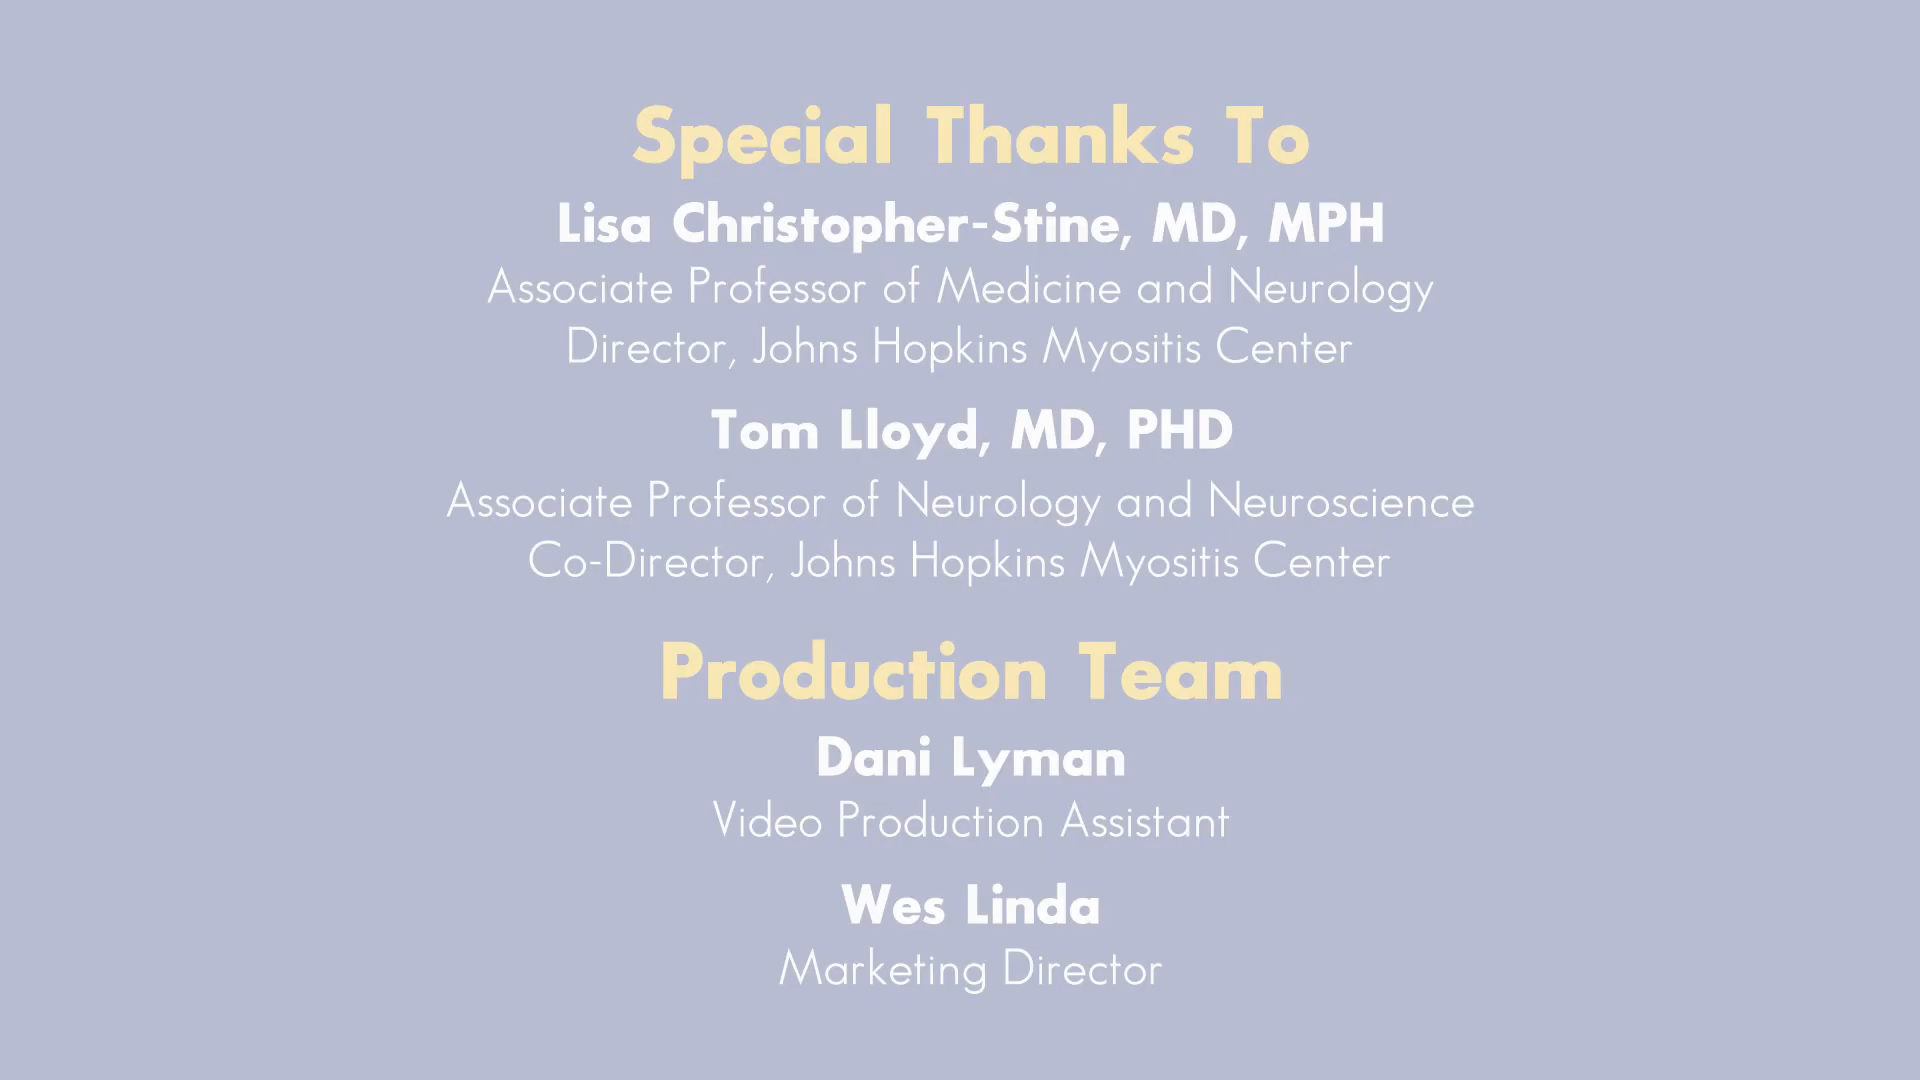 Special Thanks To
Lisa Christopher-Stine, MD, MPH
Associate Professor of Medicine and Neurology
Director, Johns Hopkins Myositis Center
Tom Lloyd, MD, PHD
Associate Professor of Neurology and Neuroscience
Co-Director, Johns Hopkins Myositis Center
Production Team
Dani Lyman
Video Production Assistant
Wes Linda
Marketing Director